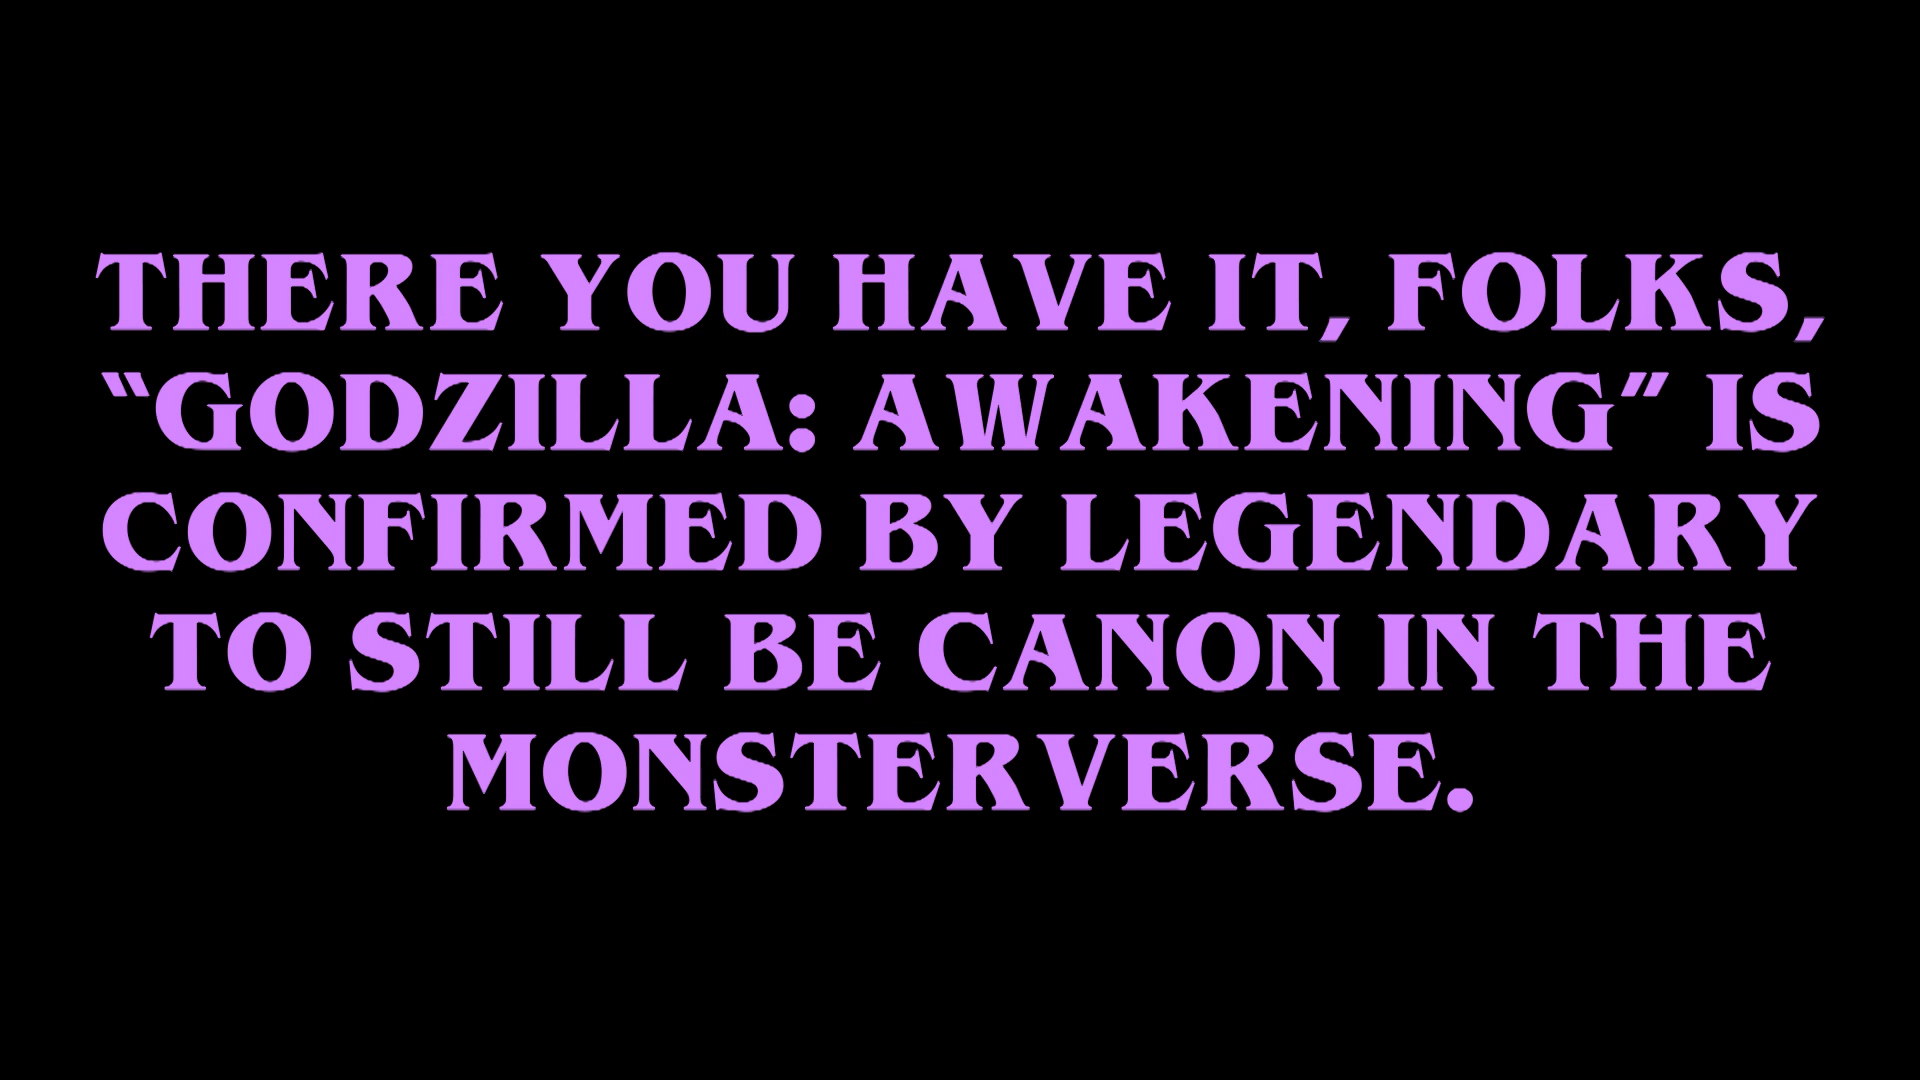 THERE YOU HAVE IT, FOLKS,
“GODZILLA: AWAKENING” IS
CONFIRMED BY LEGENDARY
TO STILL BE CANON IN THE
MONSTERVERSE.